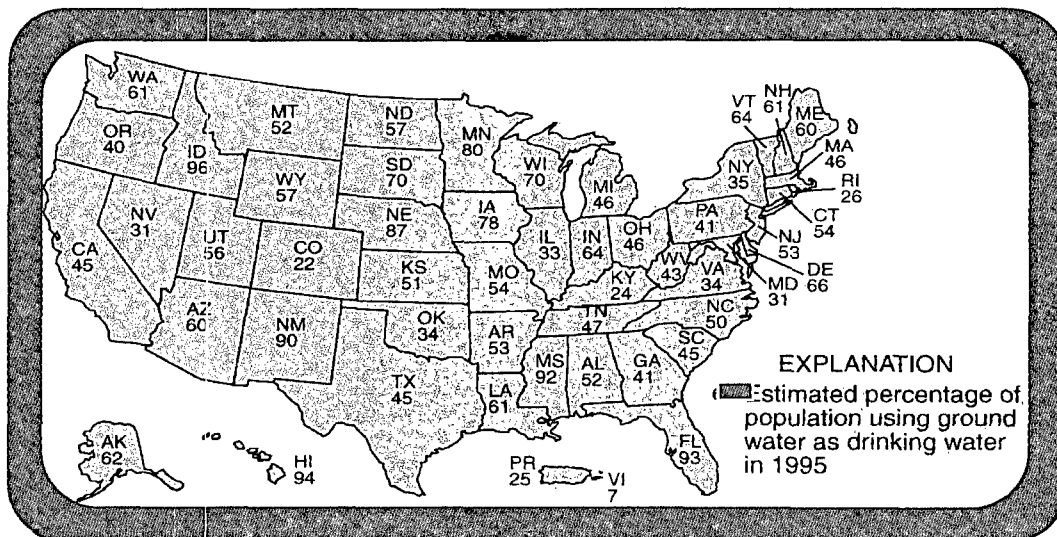 WA
61
OR
40
ID
96
MT
52
ND
57
MN
80
SD
70
WY
57
WI
70
MI
46
NV
31
CA
45
UT
56
CO
22
NE
87
IA
78
KS
51
MO
54
IL
33
IN
64
OH
46
KY
24
WV
43
VA
34
PA
41
NY
35
VT
64
NH
61
ME
60
MA
46
RI
26
CT
54
NJ
53
DE
66
MD
31
AZ
60
NM
90
OK
34
AR
53
TN
47
NC
50
SC
45
TX
45
LA
61
MS
92
AL
52
GA
41
FL
93
AK
62
HI
94
PR
25
VI
7
EXPLANATION
Estimated percentage of
population using ground
water as drinking water
in 1995